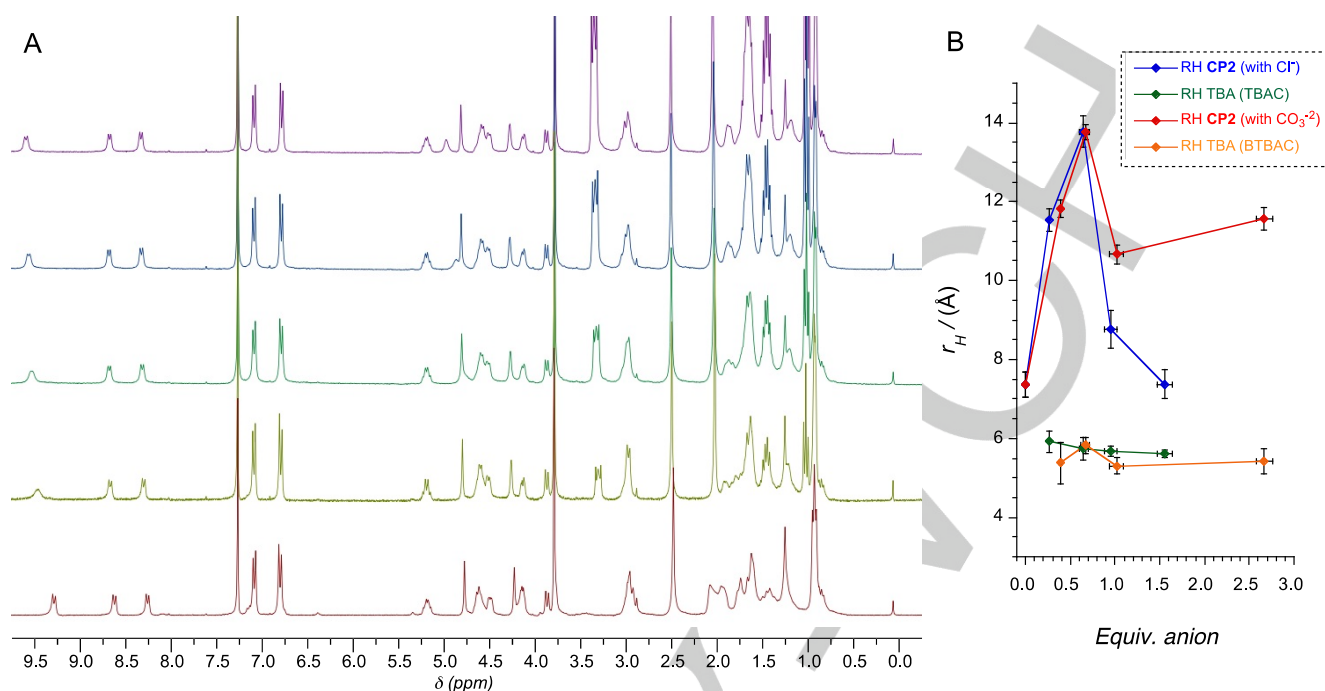 A
B
RH CP2 (with Cl⁻)
RH TBA (TBAC)
RH CP2 (with CO₃⁻²)
RH TBA (BTBAC)
14
12
10
8
6
4
r_H / (Å)
0.0 0.5 1.0 1.5 2.0 2.5 3.0
Equiv. anion
9.5 9.0 8.5 8.0 7.5 7.0 6.5 6.0 5.5 5.0 4.5 4.0 3.5 3.0 2.5 2.0 1.5 1.0 0.5 0.0
δ (ppm)